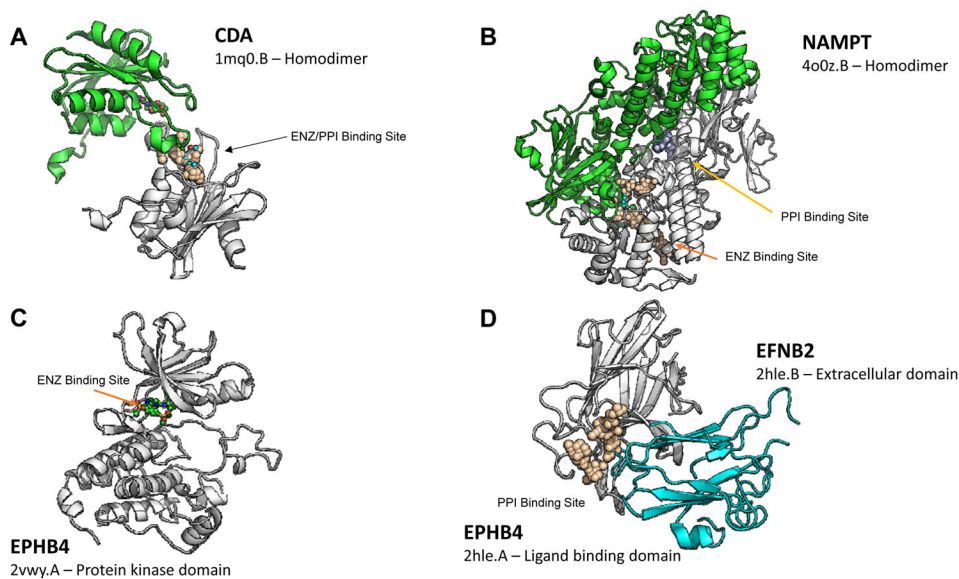 A
CDA
1mq0.B – Homodimer
ENZ/PPI Binding Site
B
NAMPT
4o0z.B – Homodimer
PPI Binding Site
ENZ Binding Site
C
ENZ Binding Site
EPHB4
2vwy.A – Protein kinase domain
D
EFNB2
2hle.B – Extracellular domain
PPI Binding Site
EPHB4
2hle.A – Ligand binding domain